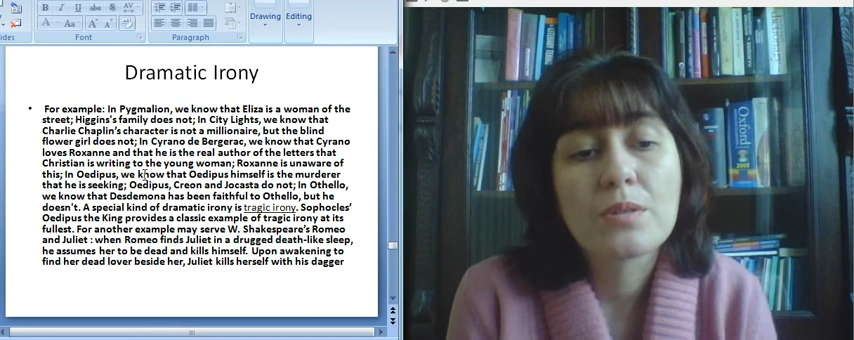 Drawing
Editing
ides
Font
Paragraph
Dramatic Irony
• For example: In Pygmalion, we know that Eliza is a woman of the
street; Higgins's family does not; In City Lights, we know that
Charlie Chaplin's character is not a millionaire, but the blind
flower girl does not; In Cyrano de Bergerac, we know that Cyrano
loves Roxanne and that he is the real author of the letters that
Christian is writing to the young woman; Roxanne is unaware of
this; In Oedipus, we know that Oedipus himself is the murderer
that he is seeking; Oedipus, Creon and Jocasta do not; In Othello,
we know that Desdemona has been faithful to Othello, but he
doesn't. A special kind of dramatic irony is tragic irony. Sophocles'
Oedipus the King provides a classic example of tragic irony at its
fullest. For another example may serve W. Shakespeare's Romeo
and Juliet : when Romeo finds Juliet in a drugged death-like sleep,
he assumes her to be dead and kills himself. Upon awakening to
find her dead lover beside her, Juliet kills herself with his dagger
Oxford